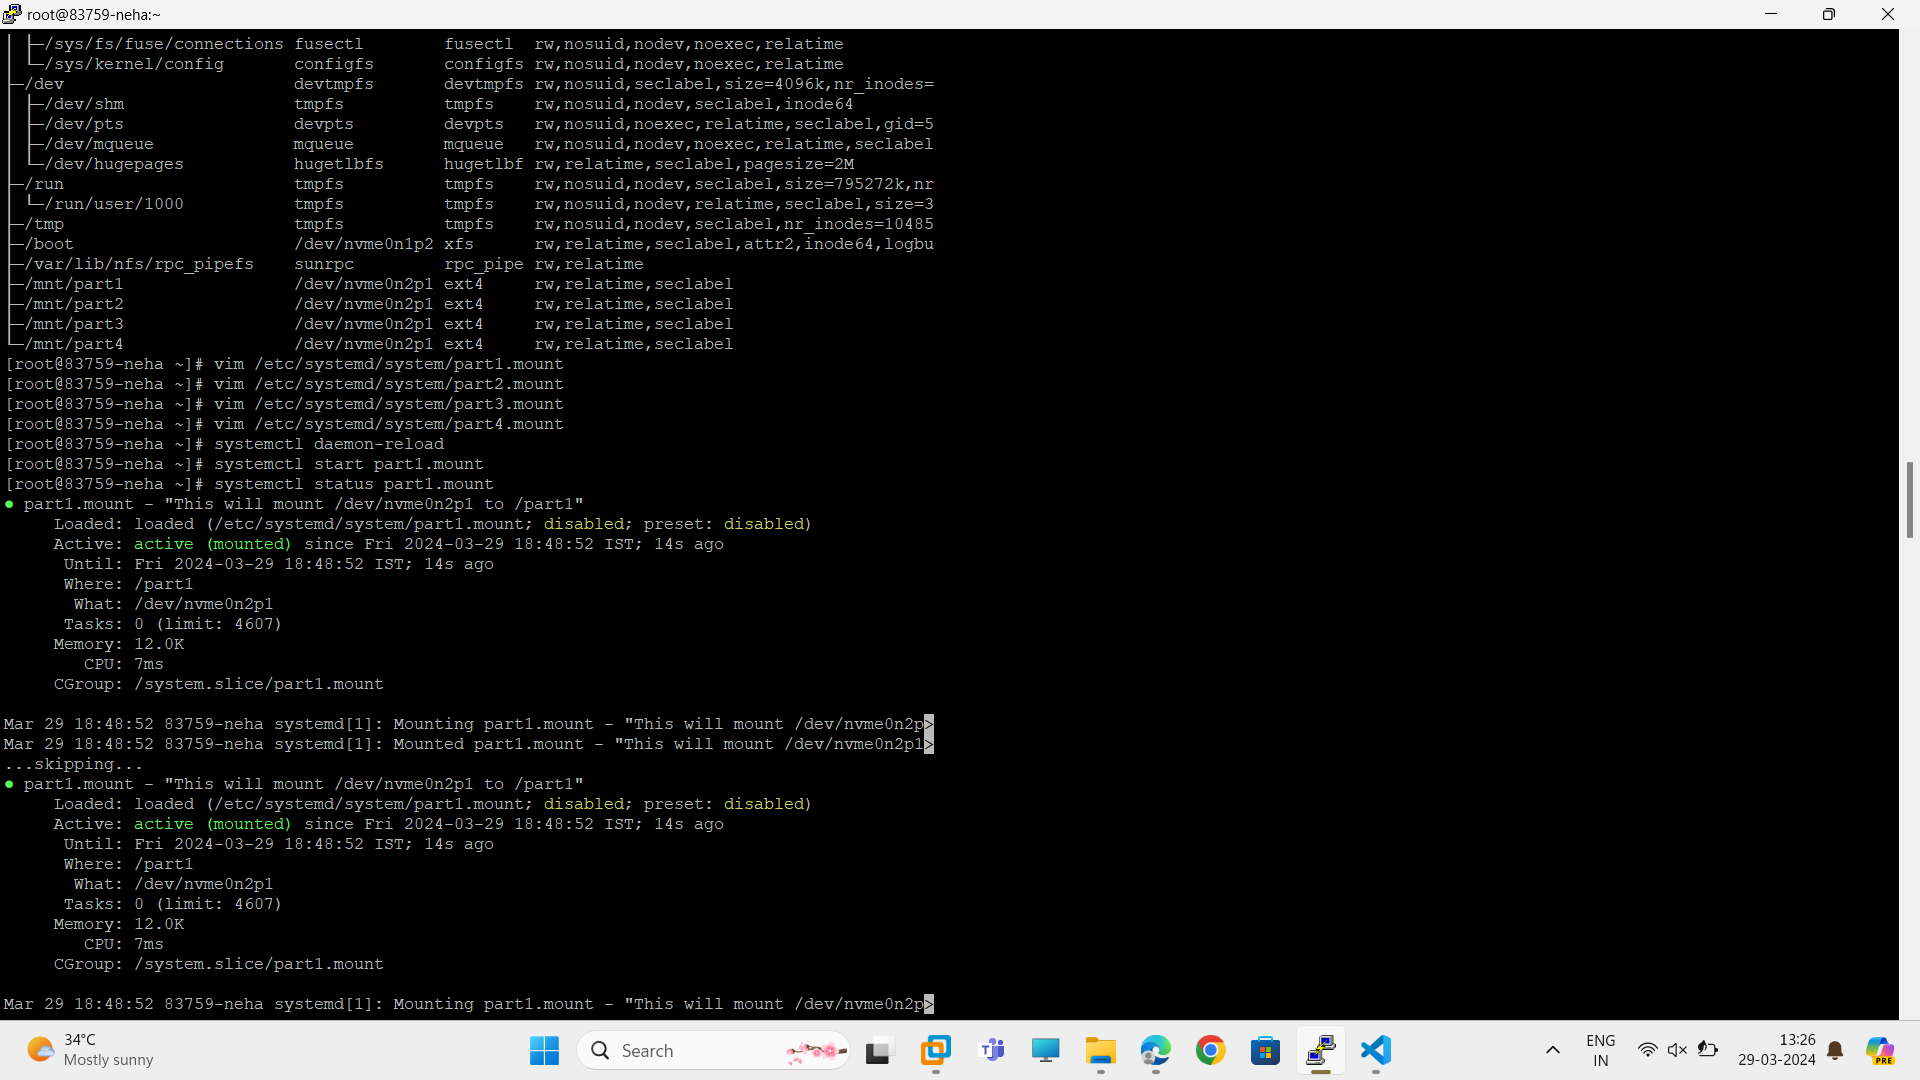 root@83759-neha:~
├─/sys/fs/fuse/connections fusectl fusectl rw,nosuid,nodev,noexec,relatime
└─/sys/kernel/config configfs configfs rw,nosuid,nodev,noexec,relatime
├─/dev devtmpfs devtmpfs rw,nosuid,seclabel,size=4096k,nr_inodes=
│ ├─/dev/shm tmpfs tmpfs rw,nosuid,nodev,seclabel,inode64
│ ├─/dev/pts devpts devpts rw,nosuid,noexec,relatime,seclabel,gid=5
│ ├─/dev/mqueue mqueue mqueue rw,nosuid,nodev,noexec,relatime,seclabel
│ └─/dev/hugepages hugetlbfs hugetlbf rw,relatime,seclabel,pagesize=2M
├─/run tmpfs tmpfs rw,nosuid,nodev,seclabel,size=795272k,nr
│ └─/run/user/1000 tmpfs tmpfs rw,nosuid,nodev,relatime,seclabel,size=3
├─/tmp tmpfs tmpfs rw,nosuid,nodev,seclabel,nr_inodes=10485
├─/boot /dev/nvme0n1p2 xfs rw,relatime,seclabel,attr2,inode64,logbu
├─/var/lib/nfs/rpc_pipefs sunrpc rpc_pipe rw,relatime
├─/mnt/part1 /dev/nvme0n2p1 ext4 rw,relatime,seclabel
├─/mnt/part2 /dev/nvme0n2p1 ext4 rw,relatime,seclabel
├─/mnt/part3 /dev/nvme0n2p1 ext4 rw,relatime,seclabel
└─/mnt/part4 /dev/nvme0n2p1 ext4 rw,relatime,seclabel
[root@83759-neha ~]# vim /etc/systemd/system/part1.mount
[root@83759-neha ~]# vim /etc/systemd/system/part2.mount
[root@83759-neha ~]# vim /etc/systemd/system/part3.mount
[root@83759-neha ~]# vim /etc/systemd/system/part4.mount
[root@83759-neha ~]# systemctl daemon-reload
[root@83759-neha ~]# systemctl start part1.mount
[root@83759-neha ~]# systemctl status part1.mount
● part1.mount - "This will mount /dev/nvme0n2p1 to /part1"
Loaded: loaded (/etc/systemd/system/part1.mount; disabled; preset: disabled)
Active: active (mounted) since Fri 2024-03-29 18:48:52 IST; 14s ago
Until: Fri 2024-03-29 18:48:52 IST; 14s ago
Where: /part1
What: /dev/nvme0n2p1
Tasks: 0 (limit: 4607)
Memory: 12.0K
CPU: 7ms
CGroup: /system.slice/part1.mount
Mar 29 18:48:52 83759-neha systemd[1]: Mounting part1.mount - "This will mount /dev/nvme0n2p>
Mar 29 18:48:52 83759-neha systemd[1]: Mounted part1.mount - "This will mount /dev/nvme0n2p1>
...skipping...
● part1.mount - "This will mount /dev/nvme0n2p1 to /part1"
Loaded: loaded (/etc/systemd/system/part1.mount; disabled; preset: disabled)
Active: active (mounted) since Fri 2024-03-29 18:48:52 IST; 14s ago
Until: Fri 2024-03-29 18:48:52 IST; 14s ago
Where: /part1
What: /dev/nvme0n2p1
Tasks: 0 (limit: 4607)
Memory: 12.0K
CPU: 7ms
CGroup: /system.slice/part1.mount
Mar 29 18:48:52 83759-neha systemd[1]: Mounting part1.mount - "This will mount /dev/nvme0n2p>
34°C
Mostly sunny
Search
ENG
IN
13:26
29-03-2024
PRE